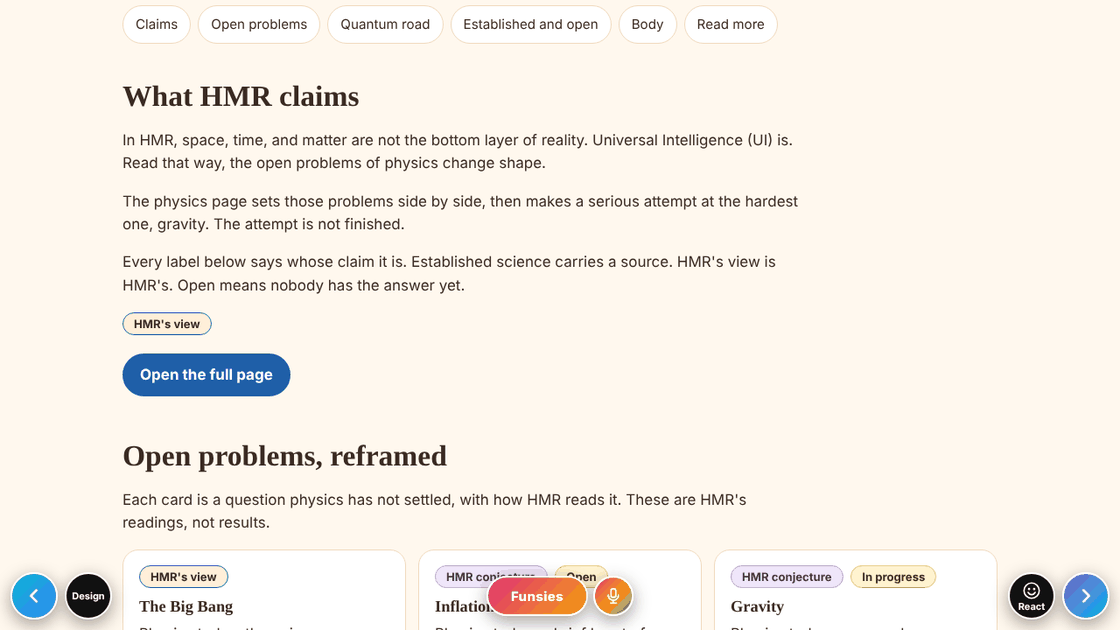 Claims
Open problems
Quantum road
Established and open
Body
Read more
What HMR claims
In HMR, space, time, and matter are not the bottom layer of reality. Universal Intelligence (UI) is.
Read that way, the open problems of physics change shape.
The physics page sets those problems side by side, then makes a serious attempt at the hardest
one, gravity. The attempt is not finished.
Every label below says whose claim it is. Established science carries a source. HMR's view is
HMR's. Open means nobody has the answer yet.
HMR's view
Open the full page
Open problems, reframed
Each card is a question physics has not settled, with how HMR reads it. These are HMR's
readings, not results.
HMR's view
The Big Bang
HMR conjecture
Open
Inflation
HMR conjecture
In progress
Gravity
Design
Funsies
React